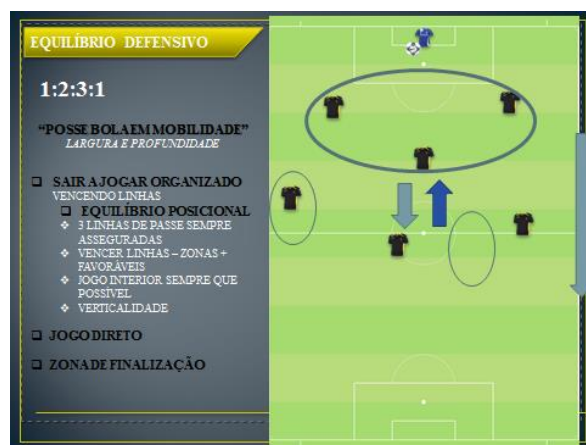 EQUILÍBRIO DEFENSIVO
1:2:3:1
“POSSE BOLA EM MOBILIDADE”
LARGURA E PROFUNDIDADE
SAIR A JOGAR ORGANIZADO
VENCENDO LINHAS
EQUILÍBRIO POSICIONAL
3 LINHAS DE PASSE SEMPRE
ASSEGURADAS
VENCER LINHAS – ZONAS +
FAVORÁVEIS
JOGO INTERIOR SEMPRE QUE
POSSÍVEL
VERTICALIDADE
JOGO DIRETO
ZONA DE FINALIZAÇÃO